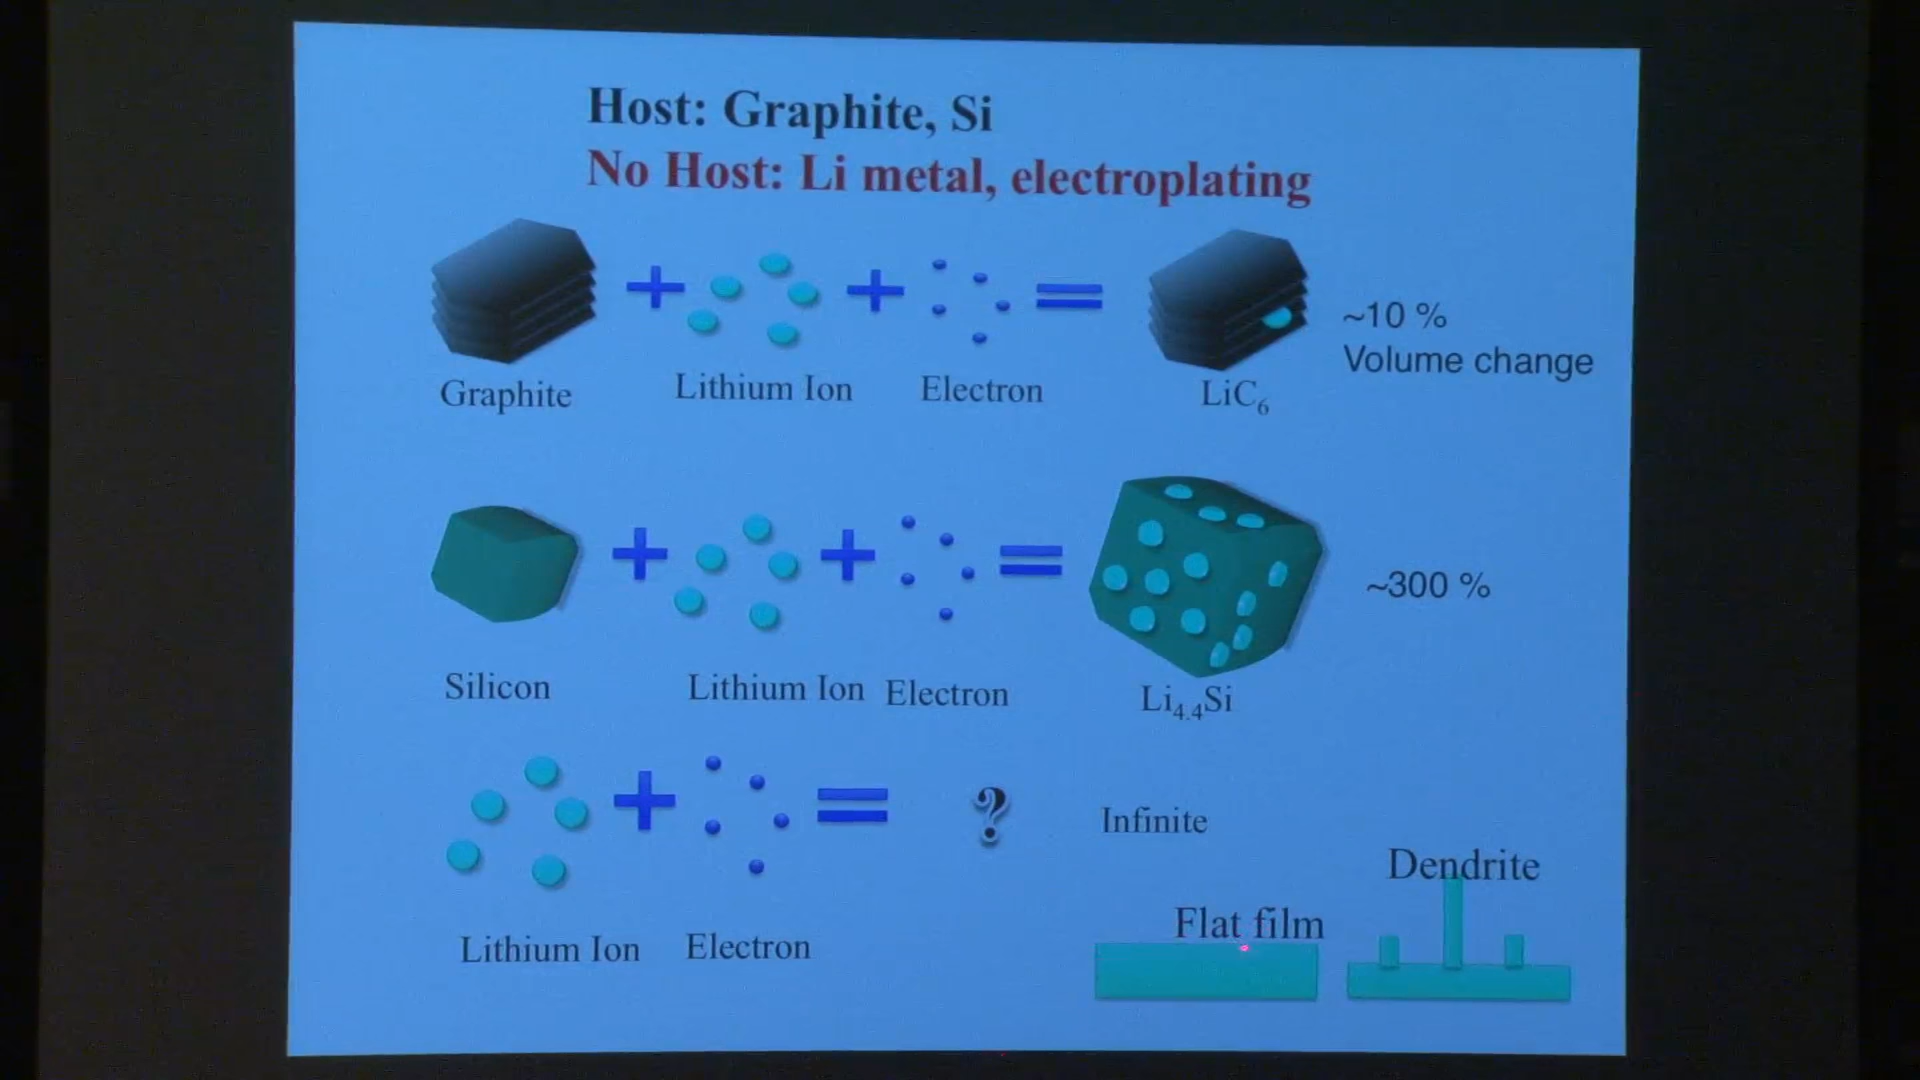 Host: Graphite, Si
No Host: Li metal, electroplating
+ + =
Graphite
Lithium Ion
Electron
LiC₆
~10 %
Volume change
+ + =
Silicon
Lithium Ion
Electron
Li₄.₄Si
~300 %
+ = ?
Infinite
Lithium Ion
Electron
Flat film
Dendrite